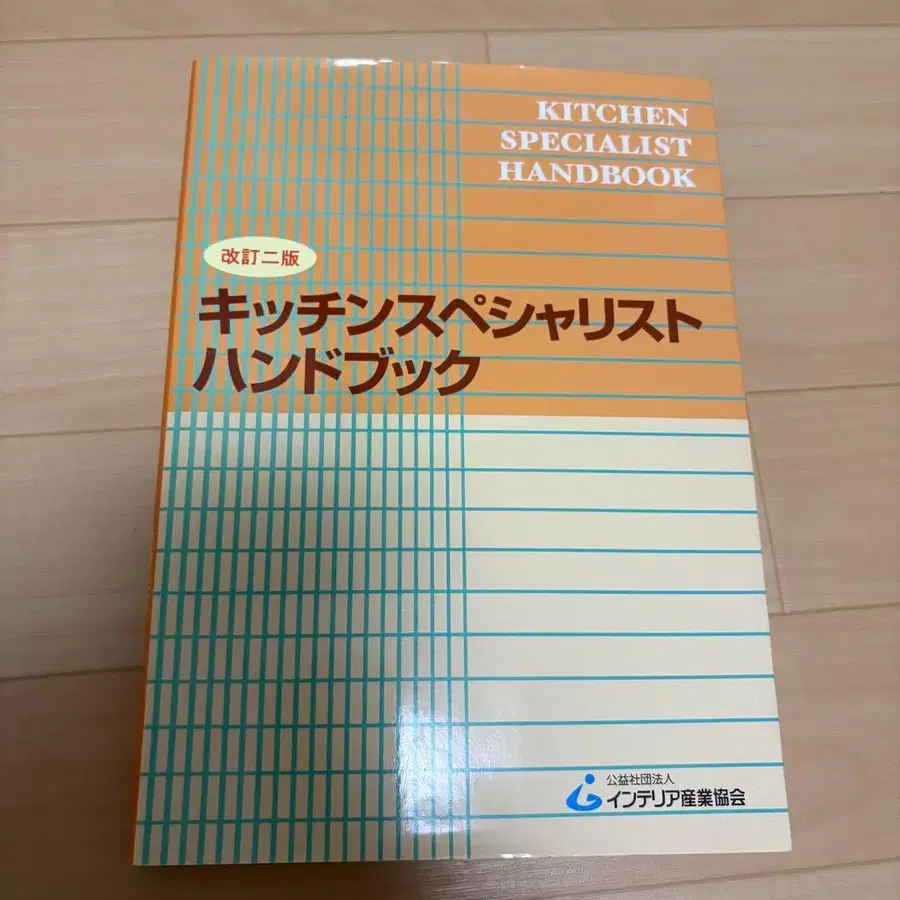 KITCHEN
SPECIALIST
HANDBOOK
改訂二版
キッチンスペシャリスト
ハンドブック
公益社団法人
インテリア産業協会